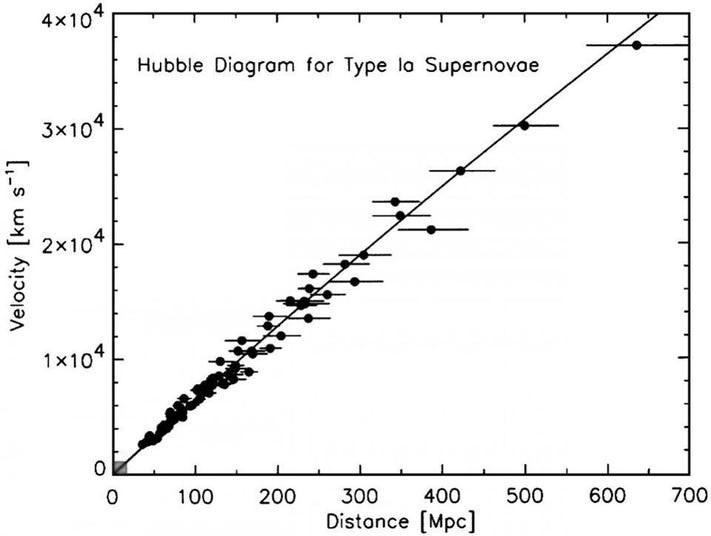 Hubble Diagram for Type Ia Supernovae
4×10⁴
3×10⁴
2×10⁴
1×10⁴
0
Velocity [km s⁻¹]
0 100 200 300 400 500 600 700
Distance [Mpc]